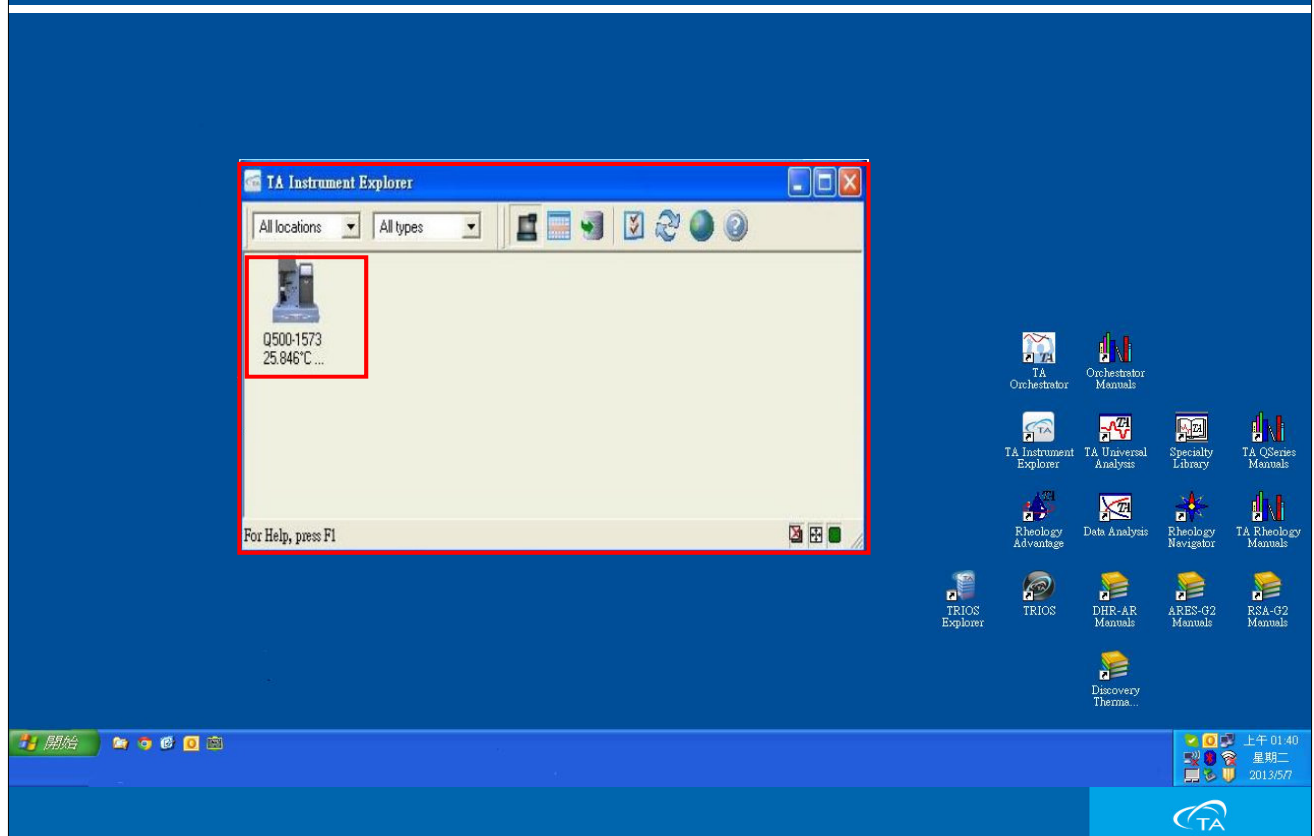 TA Instrument Explorer
All locations
All types
Q500-1573
25.846°C ...
For Help, press F1
TA
Orchestrator
Orchestrator
Manuals
TA Instrument
Explorer
TA Universal
Analysis
Specialty
Library
TA QSeries
Manuals
Rheology
Advantage
Data Analysis
Rheology
Navigator
TA Rheology
Manuals
TRIOS
Explorer
TRIOS
DHR-AR
Manuals
ARES-G2
Manuals
RSA-G2
Manuals
Discovery
Therma...
開始
上午 01:40
星期二
2013/5/7
TA